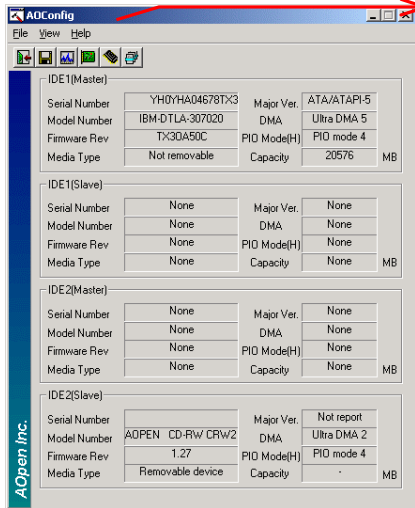 AOConfig
File View Help
IDE1(Master)
Serial Number YH0YHA04678TX3 Major Ver. ATA/ATAPI-5
Model Number IBM-DTLA-307020 DMA Ultra DMA 5
Firmware Rev TX3OA50C PIO Mode(H) PIO mode 4
Media Type Not removable Capacity 20576 MB
IDE1(Slave)
Serial Number None Major Ver. None
Model Number None DMA None
Firmware Rev None PIO Mode(H) None
Media Type None Capacity None MB
IDE2(Master)
Serial Number None Major Ver. None
Model Number None DMA None
Firmware Rev None PIO Mode(H) None
Media Type None Capacity None MB
IDE2(Slave)
Serial Number Major Ver. Not report
Model Number AOPEN CD-RW CRW2 DMA Ultra DMA 2
Firmware Rev 1.27 PIO Mode(H) PIO mode 4
Media Type Removable device Capacity - MB
AOpen Inc.